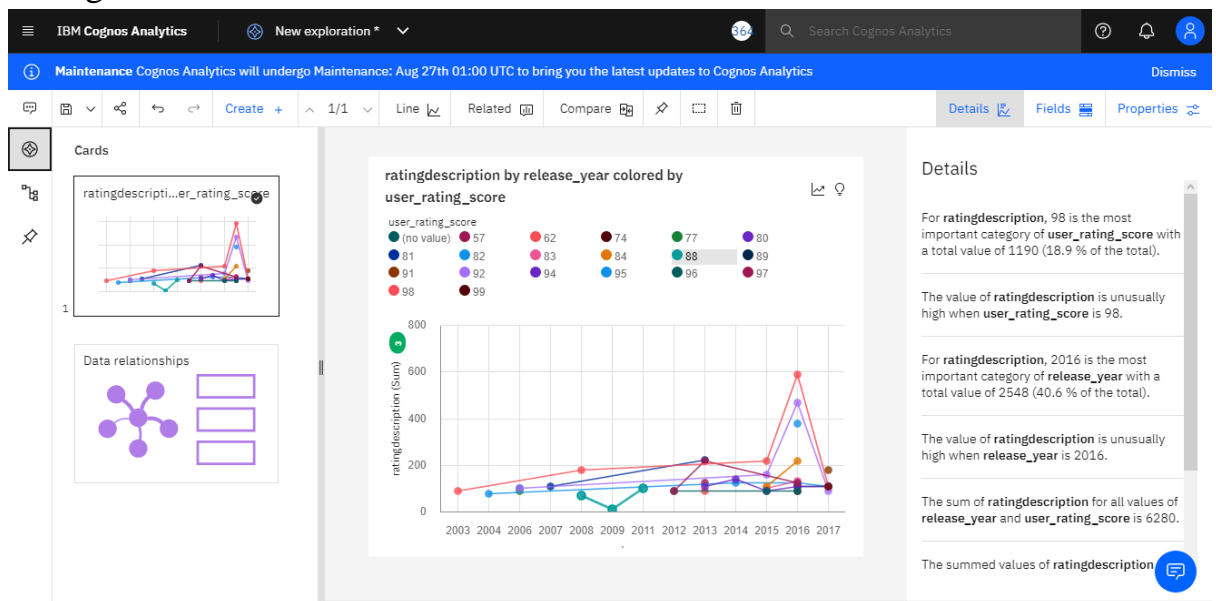 IBM Cognos Analytics
New exploration *
364
Search Cognos Analytics
Maintenance Cognos Analytics will undergo Maintenance: Aug 27th 01:00 UTC to bring you the latest updates to Cognos Analytics
Dismiss
Create +
1/1
Line
Related
Compare
Details
Fields
Properties
Cards
ratingdescripti...er_rating_score
1
Data relationships
ratingdescription by release_year colored by
user_rating_score
user_rating_score
(no value) 57 62 74 77 80
81 82 83 84 88 89
91 92 94 95 96 97
98 99
ratingdescription (Sum)
3
800
600
400
200
0
2003 2004 2006 2007 2008 2009 2011 2012 2013 2014 2015 2016 2017
Details
For ratingdescription, 98 is the most
important category of user_rating_score with
a total value of 1190 (18.9 % of the total).
The value of ratingdescription is unusually
high when user_rating_score is 98.
For ratingdescription, 2016 is the most
important category of release_year with a
total value of 2548 (40.6 % of the total).
The value of ratingdescription is unusually
high when release_year is 2016.
The sum of ratingdescription for all values of
release_year and user_rating_score is 6280.
The summed values of ratingdescription